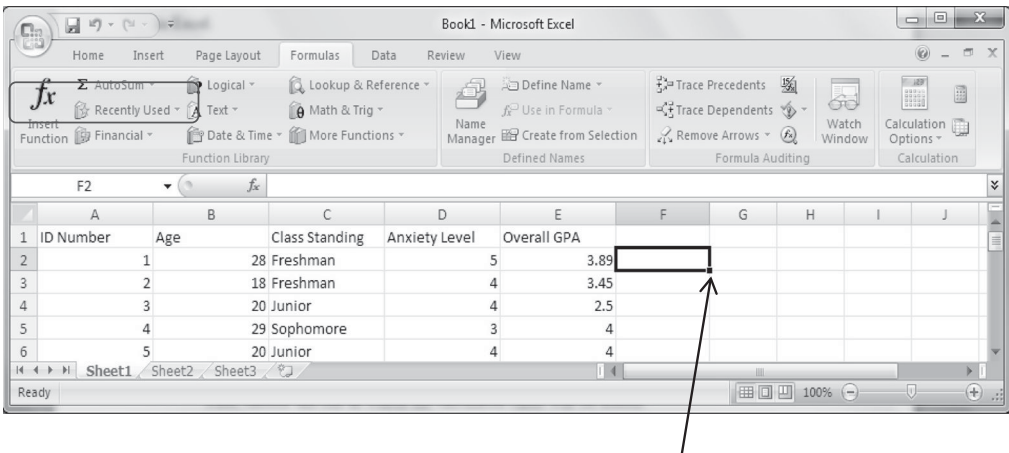 Book1 - Microsoft Excel
Home Insert Page Layout Formulas Data Review View
fx Insert Function
Σ AutoSum
Recently Used
Financial
Logical
Text
Date & Time
Lookup & Reference
Math & Trig
More Functions
Function Library
Name Manager
Define Name
Use in Formula
Create from Selection
Defined Names
Trace Precedents
Trace Dependents
Remove Arrows
Formula Auditing
Watch Window
Calculation Options
Calculation
F2 fx
A B C D E F G H I J
1 ID Number Age Class Standing Anxiety Level Overall GPA
2 1 28 Freshman 5 3.89
3 2 18 Freshman 4 3.45
4 3 20 Junior 4 2.5
5 4 29 Sophomore 3 4
6 5 20 Junior 4 4
Sheet1 Sheet2 Sheet3
Ready 100%